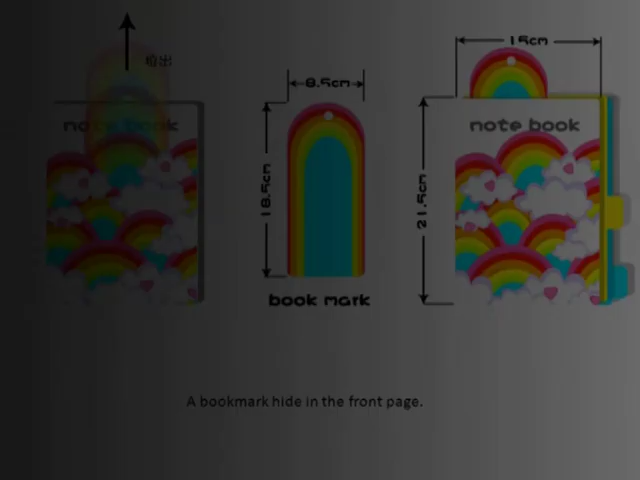 拉出
note book
8.5cm
18.5cm
book mark
15cm
21.5cm
note book
A bookmark hide in the front page.